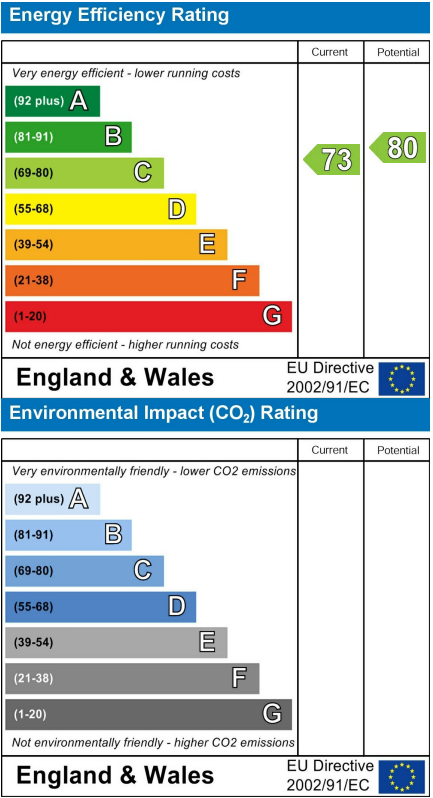 Energy Efficiency Rating
Current Potential
Very energy efficient - lower running costs
(92 plus) A
(81-91) B
(69-80) C
73
80
(55-68) D
(39-54) E
(21-38) F
(1-20) G
Not energy efficient - higher running costs
England & Wales
EU Directive
2002/91/EC
Environmental Impact (CO₂) Rating
Current Potential
Very environmentally friendly - lower CO2 emissions
(92 plus) A
(81-91) B
(69-80) C
(55-68) D
(39-54) E
(21-38) F
(1-20) G
Not environmentally friendly - higher CO2 emissions
England & Wales
EU Directive
2002/91/EC